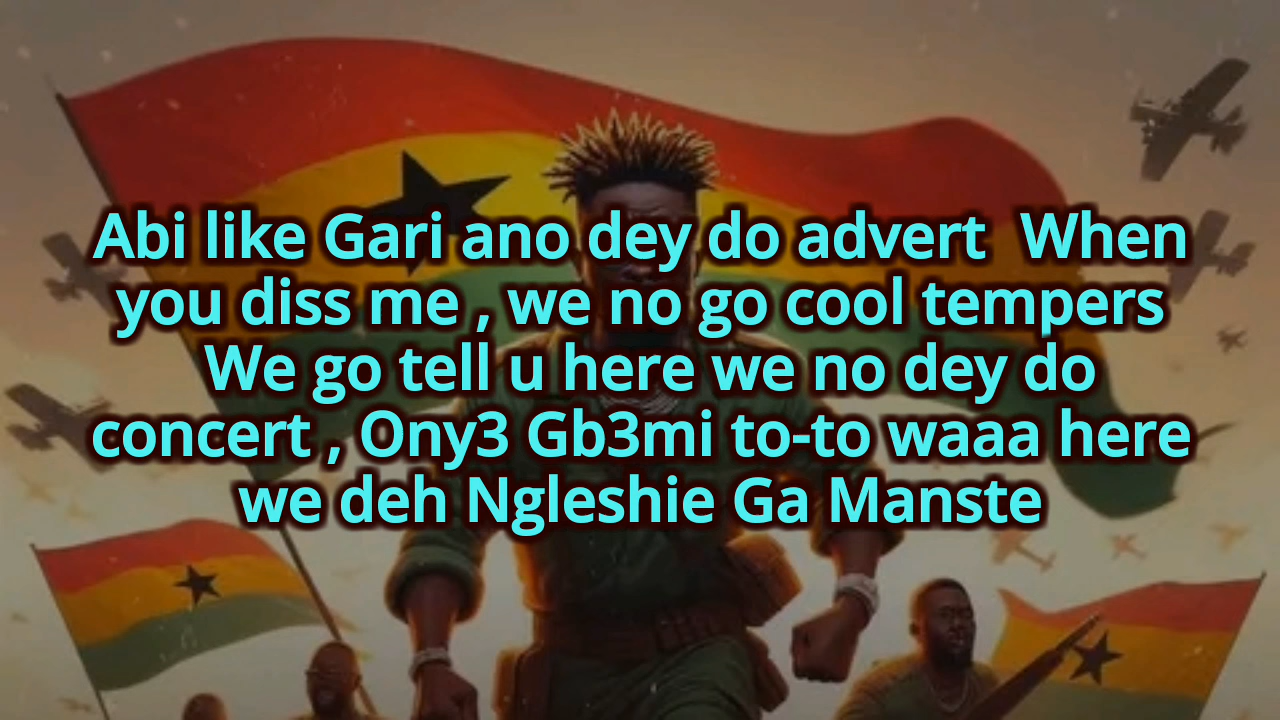 Abi like Gari ano dey do advert  When
you diss me , we no go cool tempers
We go tell u here we no dey do
concert , Ony3 Gb3mi to-to waaa here
we deh Ngleshie Ga Manste